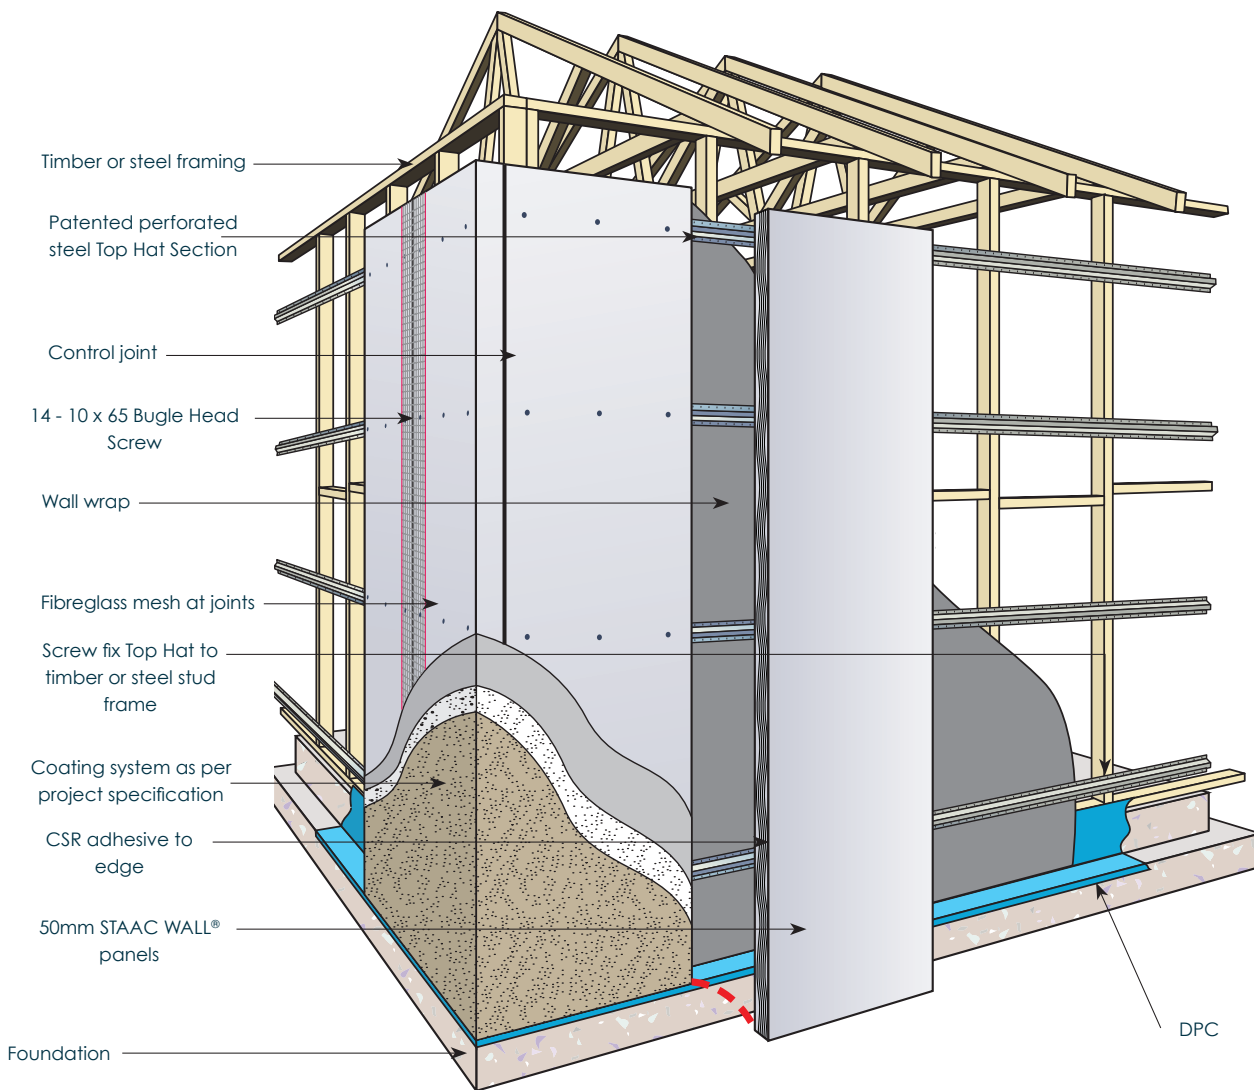 Timber or steel framing
Patented perforated
steel Top Hat Section
Control joint
14 - 10 x 65 Bugle Head
Screw
Wall wrap
Fibreglass mesh at joints
Screw fix Top Hat to
timber or steel stud
frame
Coating system as per
project specification
CSR adhesive to
edge
50mm STAAC WALL®
panels
DPC
Foundation